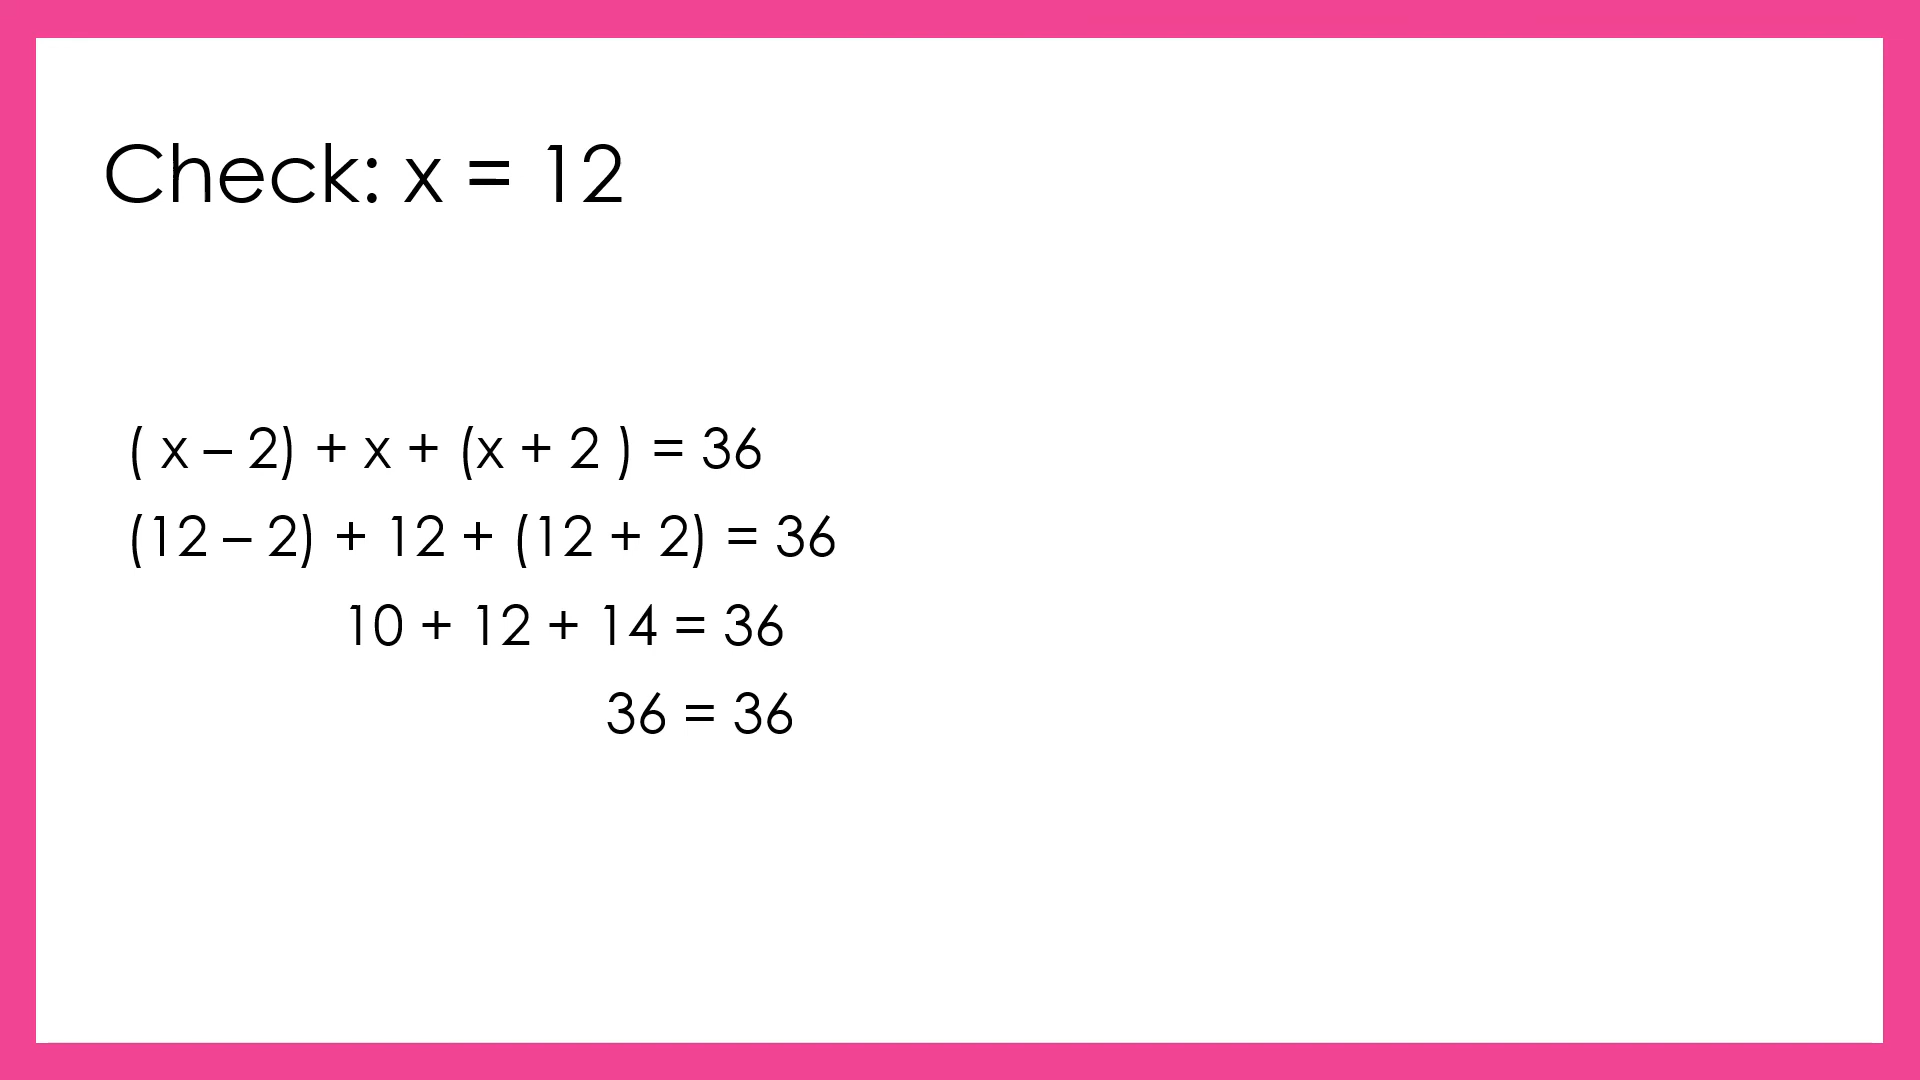 Check: x = 12
( x – 2) + x + (x + 2 ) = 36
(12 – 2) + 12 + (12 + 2) = 36
10 + 12 + 14 = 36
36 = 36